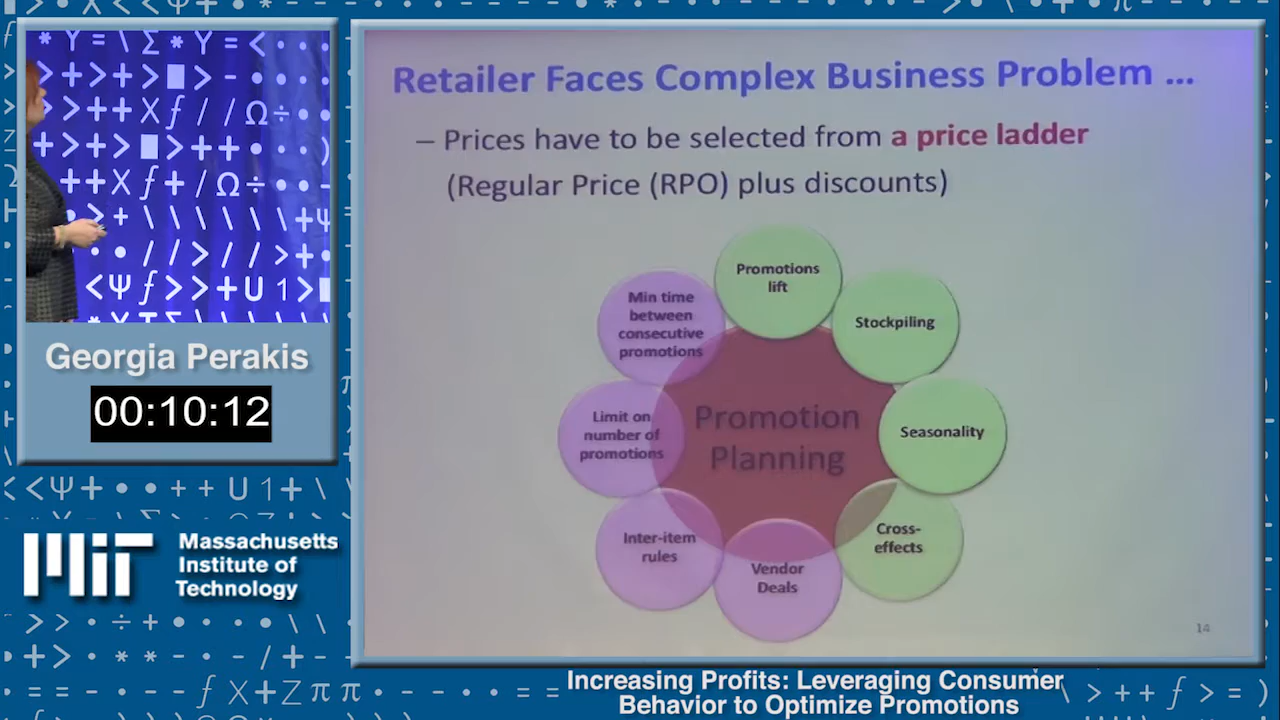 Retailer Faces Complex Business Problem ...
– Prices have to be selected from a price ladder
(Regular Price (RPO) plus discounts)
Promotions
lift
Stockpiling
Seasonality
Cross-
effects
Vendor
Deals
Inter-item
rules
Limit on
number of
promotions
Min time
between
consecutive
promotions
Promotion
Planning
14
Georgia Perakis
00:10:12
MIT
Massachusetts
Institute of
Technology
Increasing Profits: Leveraging Consumer
Behavior to Optimize Promotions